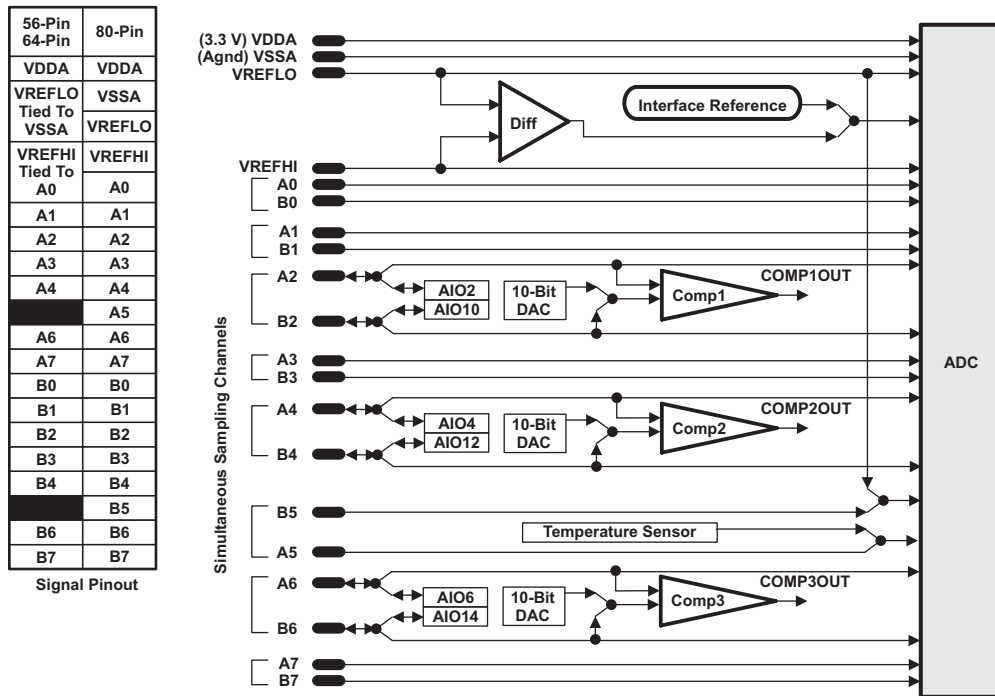 56-Pin
64-Pin
80-Pin
VDDA
VDDA
VREFLO
Tied To
VSSA
VSSA
VREFLO
VREFHI
Tied To
A0
VREFHI
A0
A1
A1
A2
A2
A3
A3
A4
A4
A5
A6
A6
A7
A7
B0
B0
B1
B1
B2
B2
B3
B3
B4
B4
B5
B6
B6
B7
B7
Signal Pinout
(3.3 V) VDDA
(Agnd) VSSA
VREFLO
Diff
Interface Reference
VREFHI
A0
B0
A1
B1
A2
AIO2
AIO10
10-Bit
DAC
Comp1
COMP1OUT
B2
Simultaneous Sampling Channels
A3
B3
ADC
A4
AIO4
AIO12
10-Bit
DAC
Comp2
COMP2OUT
B4
B5
Temperature Sensor
A5
A6
AIO6
AIO14
10-Bit
DAC
Comp3
COMP3OUT
B6
A7
B7